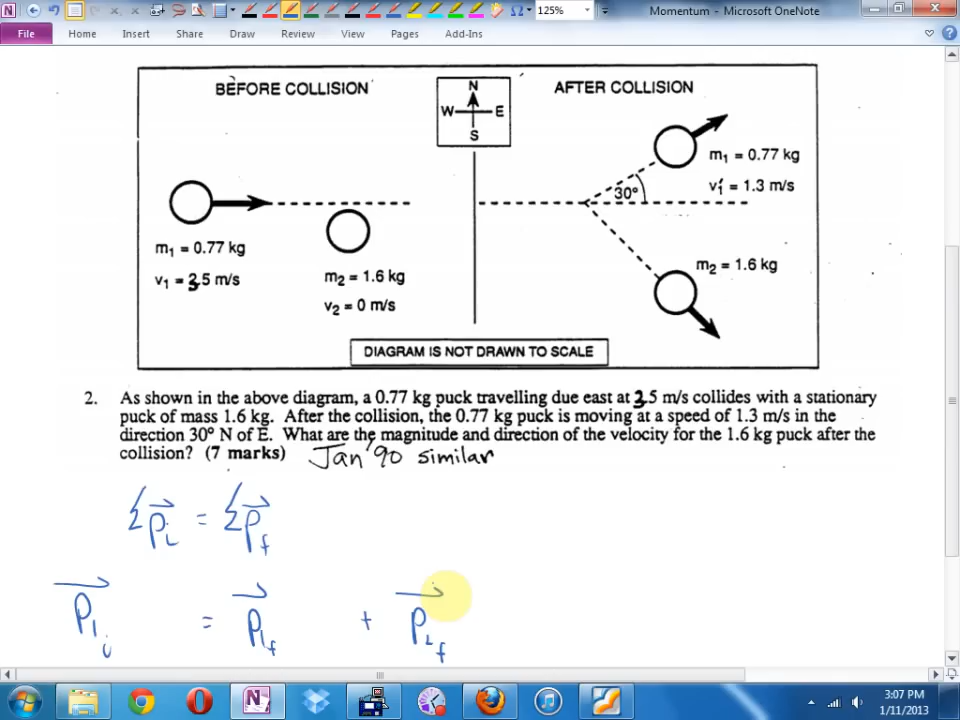 125%
Momentum - Microsoft OneNote
File Home Insert Share Draw Review View Pages Add-Ins
BEFORE COLLISION
N
W E
S
AFTER COLLISION
30°
m₁ = 0.77 kg
v₁′ = 1.3 m/s
m₁ = 0.77 kg
v₁ = 3.5 m/s
m₂ = 1.6 kg
v₂ = 0 m/s
m₂ = 1.6 kg
DIAGRAM IS NOT DRAWN TO SCALE
2. As shown in the above diagram, a 0.77 kg puck travelling due east at 3.5 m/s collides with a stationary
puck of mass 1.6 kg. After the collision, the 0.77 kg puck is moving at a speed of 1.3 m/s in the
direction 30° N of E. What are the magnitude and direction of the velocity for the 1.6 kg puck after the
collision? (7 marks) Jan '90 similar
Σp⃗i = Σp⃗f
p⃗1i = p⃗1f + p⃗2f
3:07 PM
1/11/2013